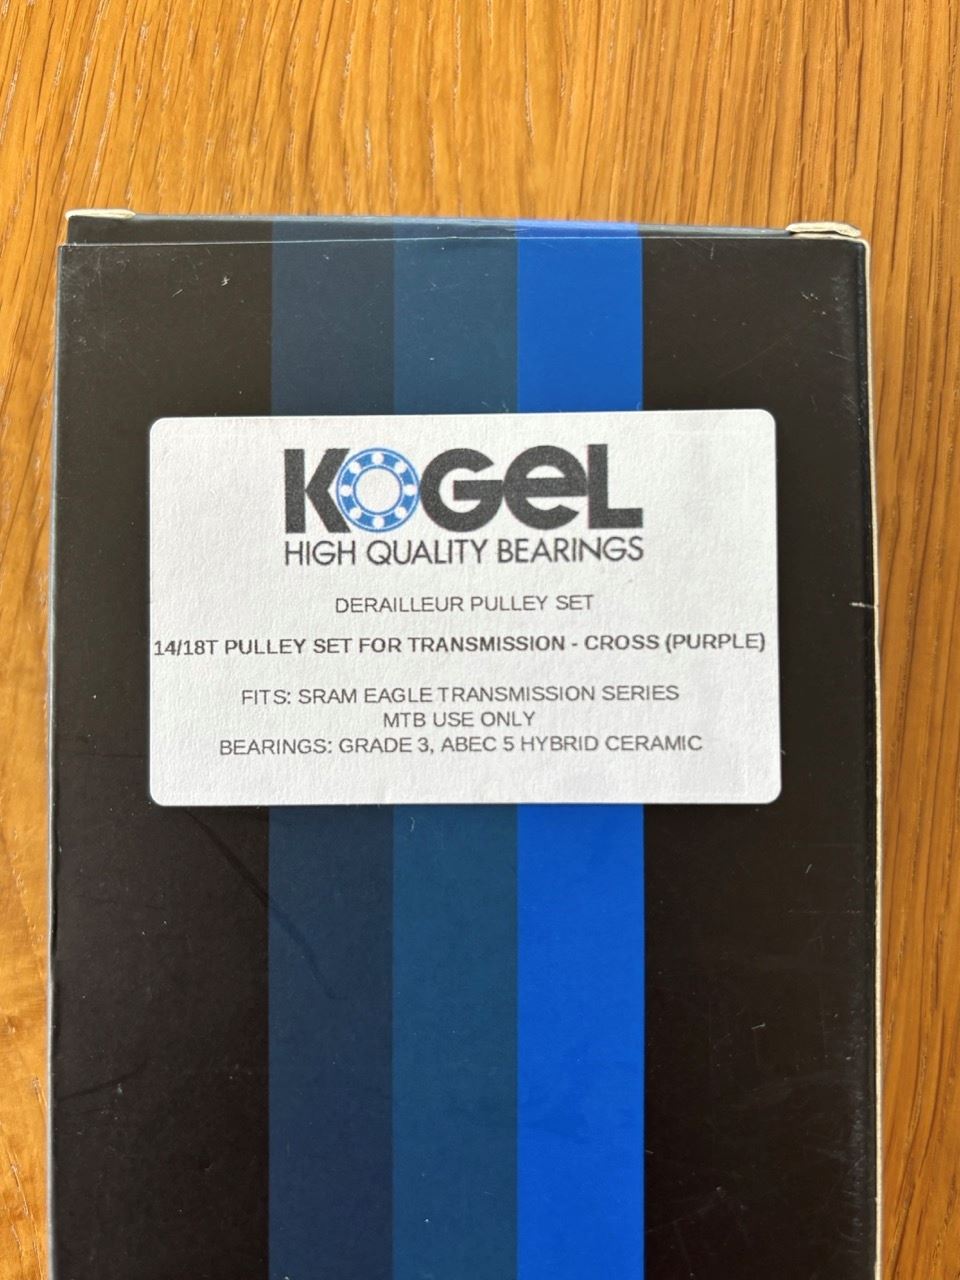 KOGEL
HIGH QUALITY BEARINGS
DERAILLEUR PULLEY SET
14/18T PULLEY SET FOR TRANSMISSION - CROSS (PURPLE)
FITS: SRAM EAGLE TRANSMISSION SERIES
MTB USE ONLY
BEARINGS: GRADE 3, ABEC 5 HYBRID CERAMIC